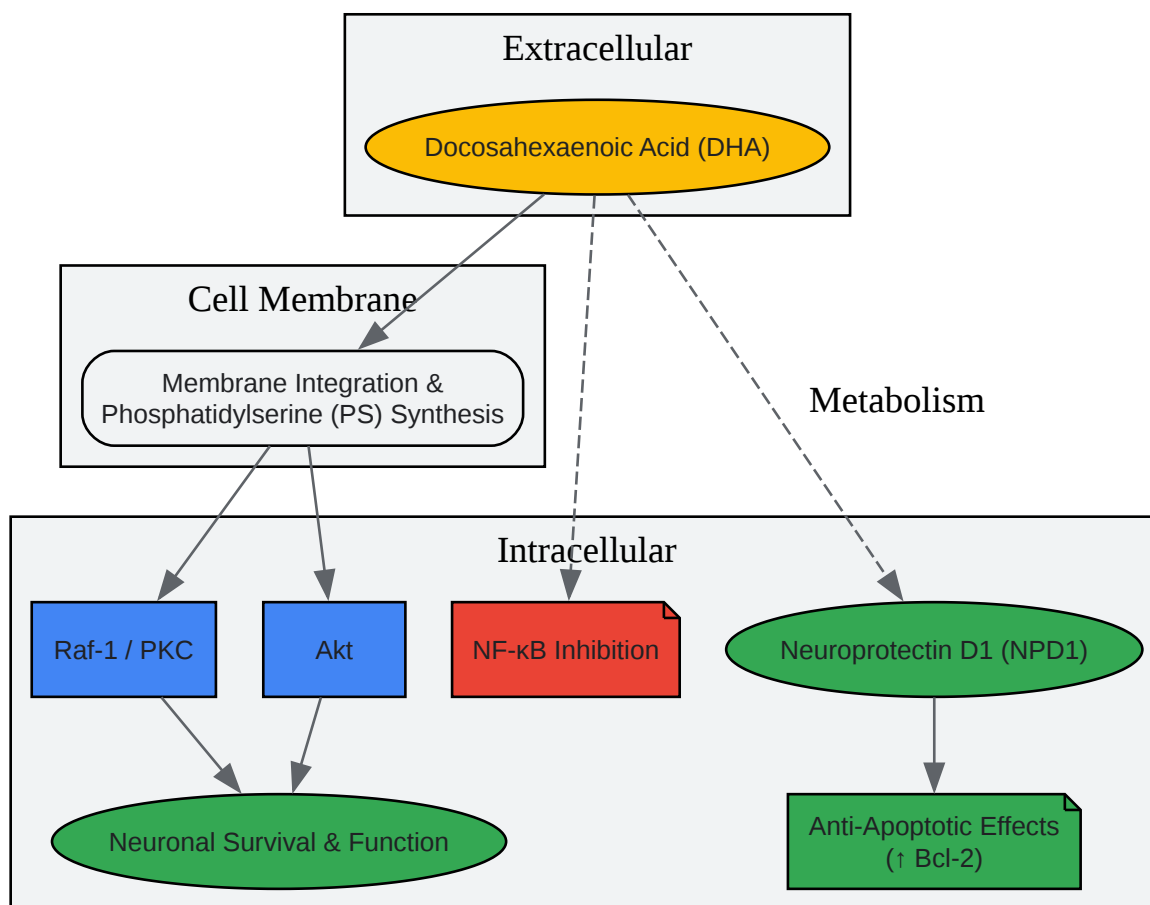 Extracellular
Docosahexaenoic Acid (DHA)
Cell Membrane
Membrane Integration &
Phosphatidylserine (PS) Synthesis
Metabolism
Intracellular
Raf-1 / PKC
Akt
NF-κB Inhibition
Neuroprotectin D1 (NPD1)
Neuronal Survival & Function
Anti-Apoptotic Effects
(↑ Bcl-2)